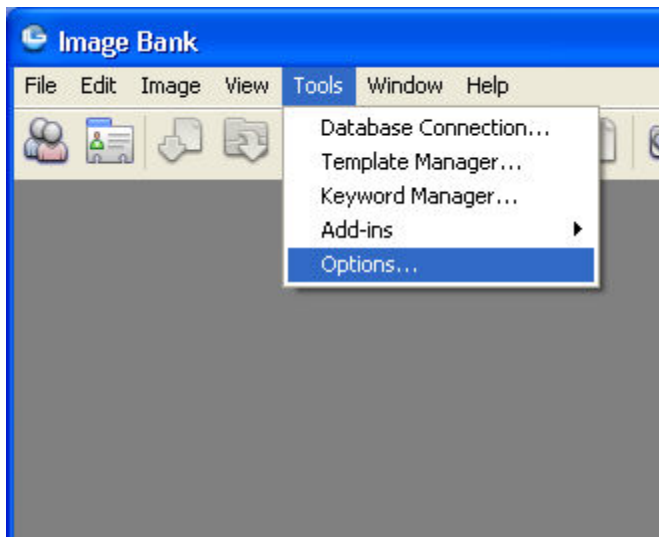 Image Bank
File Edit Image View Tools Window Help
Database Connection...
Template Manager...
Keyword Manager...
Add-ins
Options...